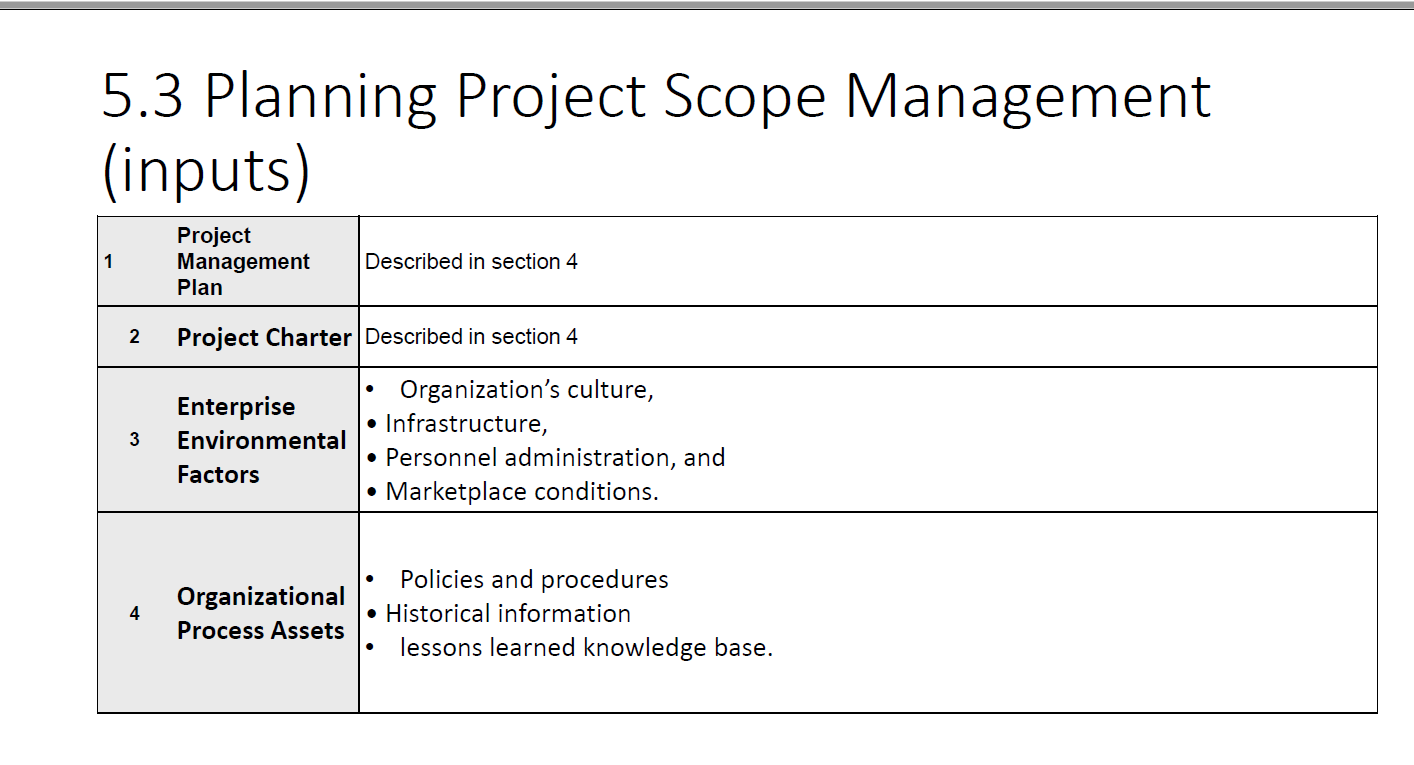 5.3 Planning Project Scope Management
(inputs)
1
Project
Management
Plan
Described in section 4
2
Project Charter
Described in section 4
3
Enterprise
Environmental
Factors
• Organization’s culture,
• Infrastructure,
• Personnel administration, and
• Marketplace conditions.
4
Organizational
Process Assets
• Policies and procedures
• Historical information
• lessons learned knowledge base.